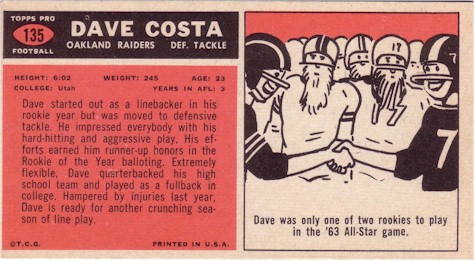 TOPPS PRO
135
FOOTBALL
DAVE COSTA
OAKLAND RAIDERS DEF. TACKLE
HEIGHT: 6:02 WEIGHT: 245 AGE: 23
COLLEGE: Utah YEARS IN AFL: 3
Dave started out as a linebacker in his
rookie year but was moved to defensive
tackle. He impressed everybody with his
hard-hitting and aggressive play. His ef-
forts earned him runner-up honors in the
Rookie of the Year balloting. Extremely
flexible, Dave qusrterbacked his high
school team and played as a fullback in
college. Hampered by injuries last year,
Dave is ready for another crunching sea-
son of line play.
©T.C.G. PRINTED IN U.S.A.
17
7
7
Dave was only one of two rookies to play
in the '63 All-Star game.